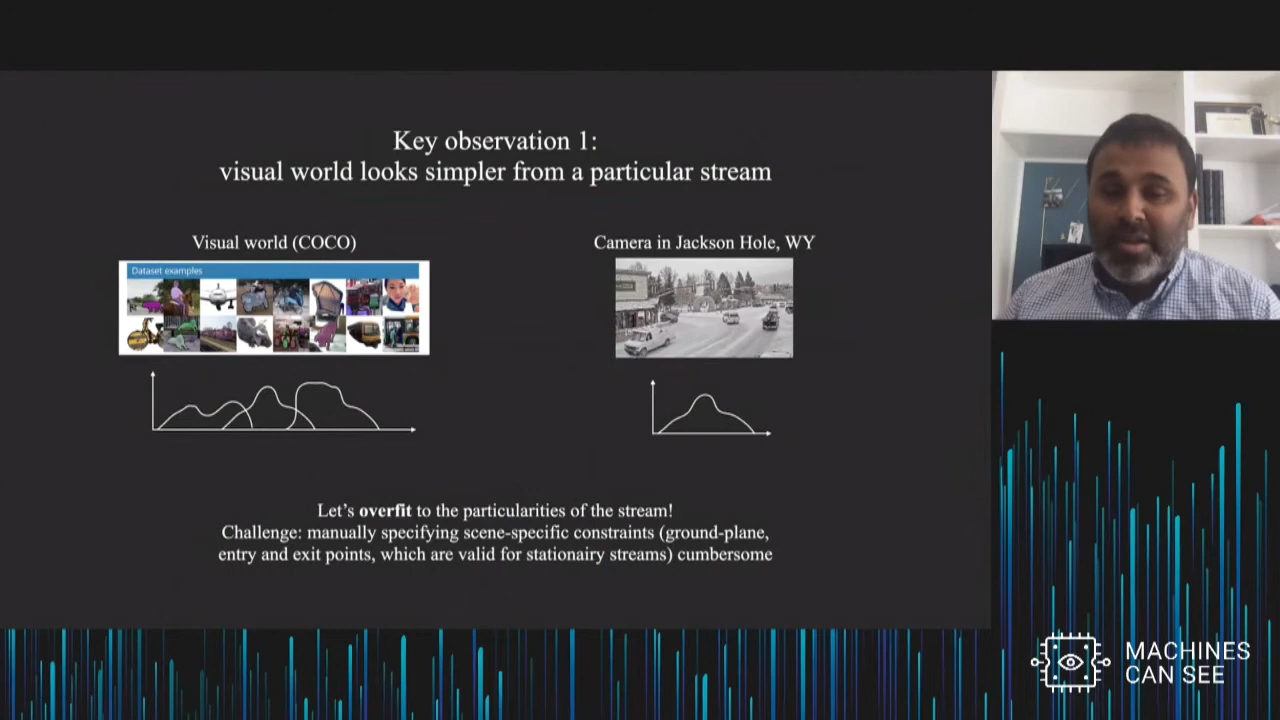 Key observation 1:
visual world looks simpler from a particular stream
Visual world (COCO)
Camera in Jackson Hole, WY
Dataset examples
Let's overfit to the particularities of the stream!
Challenge: manually specifying scene-specific constraints (ground-plane,
entry and exit points, which are valid for stationairy streams) cumbersome
MACHINES
CAN SEE